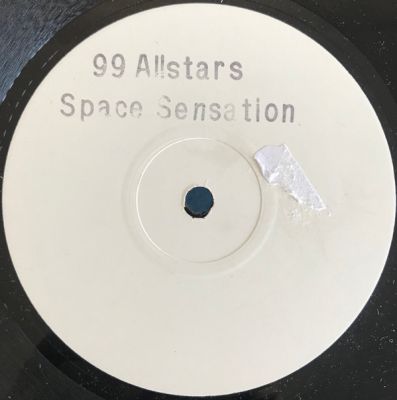 99 Allstars
Space Sensation